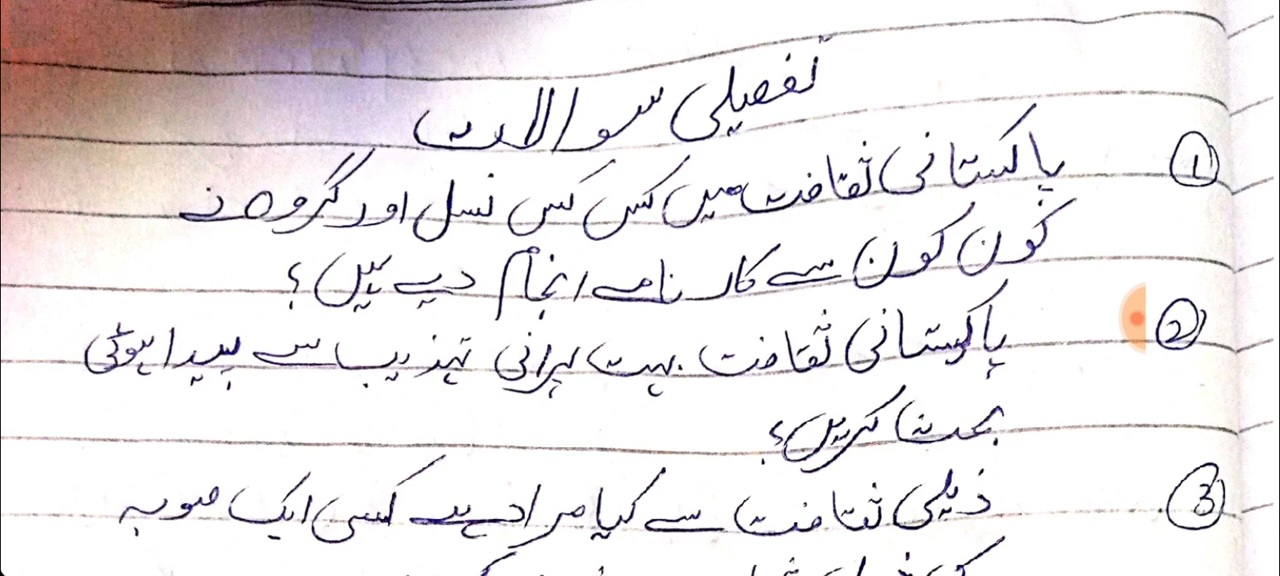 تفصیلی سوالات
① پاکستانی ثقافت میں کس کس نسل اور گروہ نے
کون کون سے کار نامے انجام دیے ہیں؟
② پاکستانی ثقافت بہت پرانی تہذیب سے پیدا ہوئی
بحث کریں؟
③ ذیلی ثقافت سے کیا مراد ہے کسی ایک صوبہ